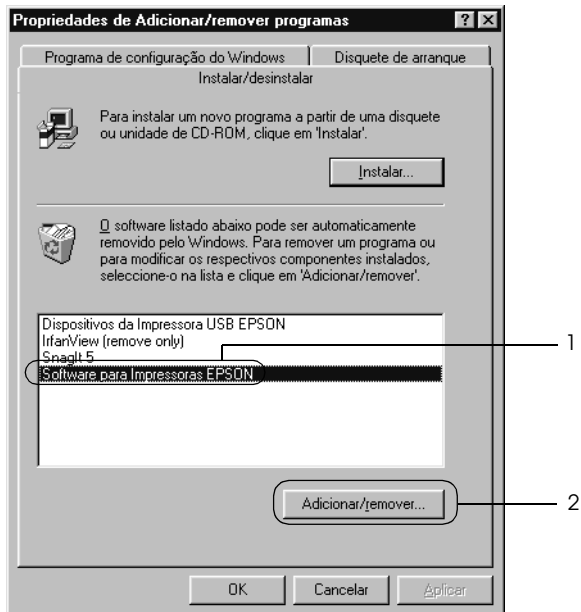 Propriedades de Adicionar/remover programas
Programa de configuração do Windows
Disquete de arranque
Instalar/desinstalar
Para instalar um novo programa a partir de uma disquete
ou unidade de CD-ROM, clique em 'Instalar'.
Instalar...
O software listado abaixo pode ser automaticamente
removido pelo Windows. Para remover um programa ou
para modificar os respectivos componentes instalados,
seleccione-o na lista e clique em 'Adicionar/remover'.
Dispositivos da Impressora USB EPSON
IrfanView (remove only)
SnagIt 5
Software para Impressoras EPSON
1
Adicionar/remover...
2
OK
Cancelar
Aplicar